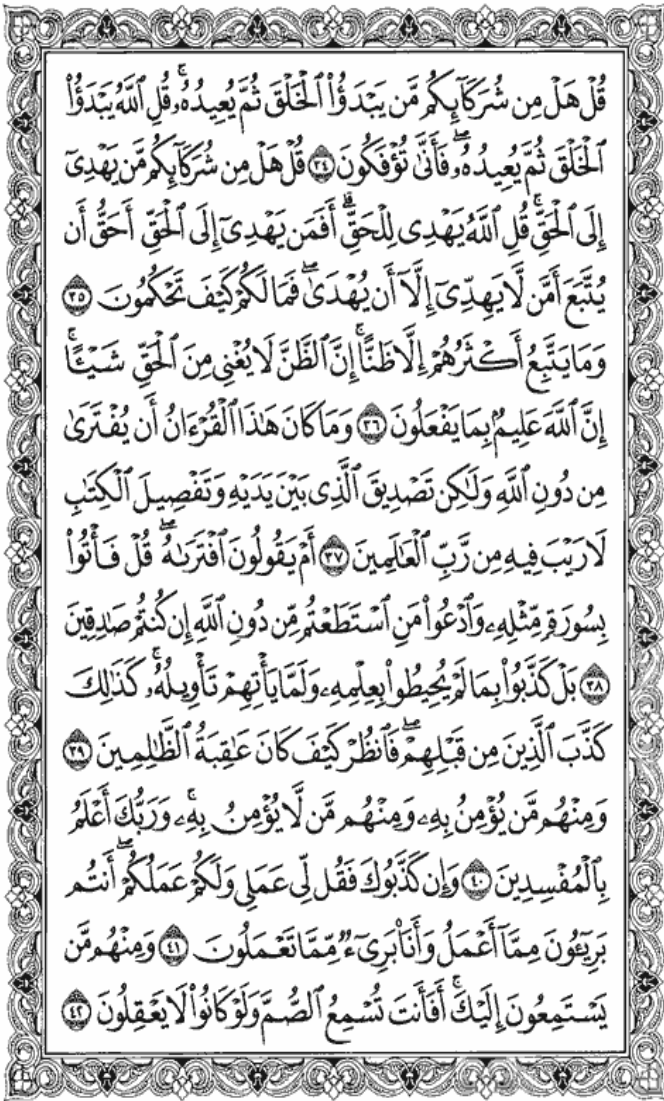 قُلْ هَلْ مِن شُرَكَآئِكُم مَّن يَبْدَؤُا۟ ٱلْخَلْقَ ثُمَّ يُعِيدُهُۥ ۚ قُلِ ٱللَّهُ يَبْدَؤُا۟
ٱلْخَلْقَ ثُمَّ يُعِيدُهُۥ ۖ فَأَنَّىٰ تُؤْفَكُونَ ٣٤ قُلْ هَلْ مِن شُرَكَآئِكُم مَّن يَهْدِىٓ
إِلَى ٱلْحَقِّ ۚ قُلِ ٱللَّهُ يَهْدِى لِلْحَقِّ ۗ أَفَمَن يَهْدِىٓ إِلَى ٱلْحَقِّ أَحَقُّ أَن
يُتَّبَعَ أَمَّن لَّا يَهِدِّىٓ إِلَّآ أَن يُهْدَىٰ ۖ فَمَا لَكُمْ كَيْفَ تَحْكُمُونَ ٣٥
وَمَا يَتَّبِعُ أَكْثَرُهُمْ إِلَّا ظَنًّا ۚ إِنَّ ٱلظَّنَّ لَا يُغْنِى مِنَ ٱلْحَقِّ شَيْـًٔا ۚ
إِنَّ ٱللَّهَ عَلِيمٌۢ بِمَا يَفْعَلُونَ ٣٦ وَمَا كَانَ هَـٰذَا ٱلْقُرْءَانُ أَن يُفْتَرَىٰ
مِن دُونِ ٱللَّهِ وَلَـٰكِن تَصْدِيقَ ٱلَّذِى بَيْنَ يَدَيْهِ وَتَفْصِيلَ ٱلْكِتَـٰبِ
لَا رَيْبَ فِيهِ مِن رَّبِّ ٱلْعَـٰلَمِينَ ٣٧ أَمْ يَقُولُونَ ٱفْتَرَىٰهُ ۖ قُلْ فَأْتُوا۟
بِسُورَةٍ مِّثْلِهِۦ وَٱدْعُوا۟ مَنِ ٱسْتَطَعْتُم مِّن دُونِ ٱللَّهِ إِن كُنتُمْ صَـٰدِقِينَ
٣٨ بَلْ كَذَّبُوا۟ بِمَا لَمْ يُحِيطُوا۟ بِعِلْمِهِۦ وَلَمَّا يَأْتِهِمْ تَأْوِيلُهُۥ ۚ كَذَٰلِكَ
كَذَّبَ ٱلَّذِينَ مِن قَبْلِهِمْ ۖ فَٱنظُرْ كَيْفَ كَانَ عَـٰقِبَةُ ٱلظَّـٰلِمِينَ ٣٩
وَمِنْهُم مَّن يُؤْمِنُ بِهِۦ وَمِنْهُم مَّن لَّا يُؤْمِنُ بِهِۦ ۚ وَرَبُّكَ أَعْلَمُ
بِٱلْمُفْسِدِينَ ٤٠ وَإِن كَذَّبُوكَ فَقُل لِّى عَمَلِى وَلَكُمْ عَمَلُكُمْ ۖ أَنتُم
بَرِيٓـُٔونَ مِمَّآ أَعْمَلُ وَأَنَا۠ بَرِىٓءٌ مِّمَّا تَعْمَلُونَ ٤١ وَمِنْهُم مَّن
يَسْتَمِعُونَ إِلَيْكَ ۚ أَفَأَنتَ تُسْمِعُ ٱلصُّمَّ وَلَوْ كَانُوا۟ لَا يَعْقِلُونَ ٤٢